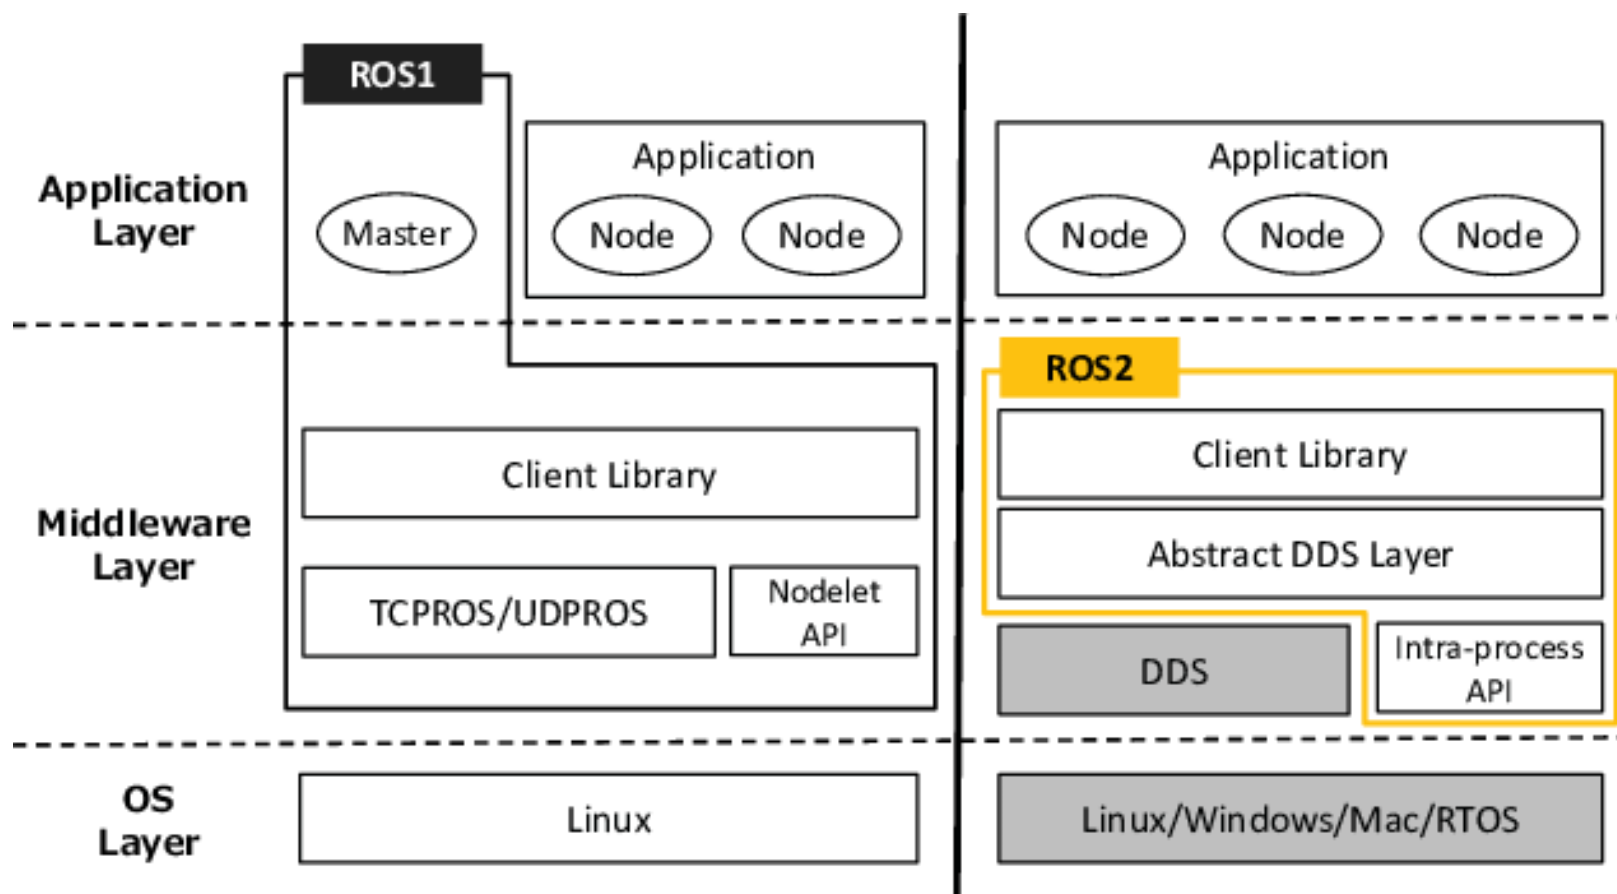 ROS1
Application
Layer
Master
Application
Node
Node
Application
Node
Node
Node
Middleware
Layer
Client Library
TCPROS/UDPROS
Nodelet
API
ROS2
Client Library
Abstract DDS Layer
DDS
Intra-process
API
OS
Layer
Linux
Linux/Windows/Mac/RTOS